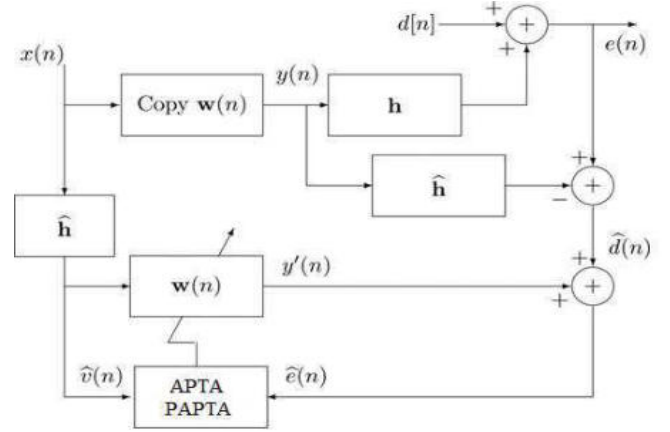 d[n]
+
+
+
e(n)
x(n)
y(n)
Copy w(n)
h
+
ĥ
−
+
ĥ
d̂(n)
+
y′(n)
w(n)
+
+
v̂(n)
ê(n)
APTA
PAPTA